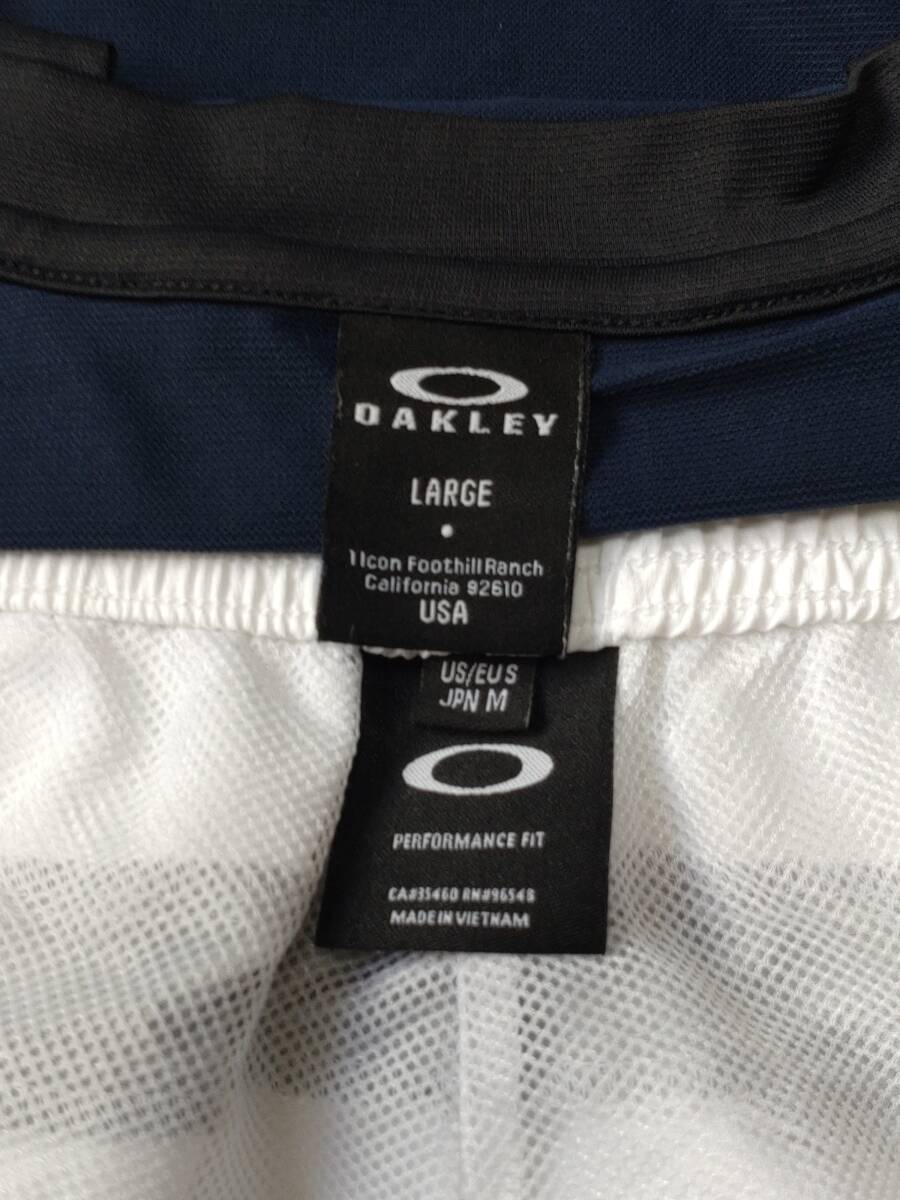 OAKLEY
LARGE
1 Icon Foothill Ranch
California 92610
USA
US/EU S
JPN M
PERFORMANCE FIT
CA#35460 RN#96548
MADE IN VIETNAM